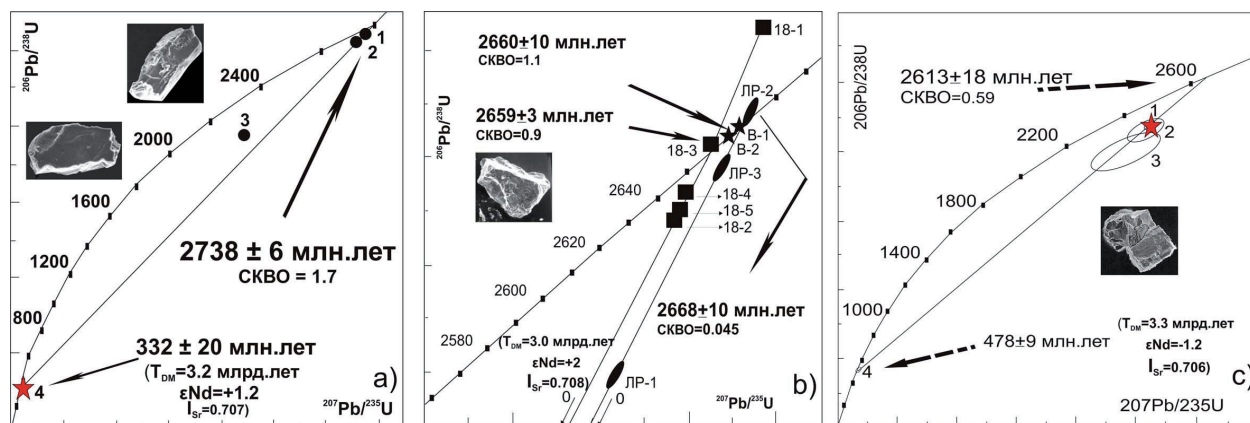 a)
206Pb/238U
2400
2000
1600
1200
800
1
2
3
4
2738 ± 6 млн.лет
СКВО = 1.7
332 ± 20 млн.лет
(TDM=3.2 млрд.лет
εNd=+1.2
ISr=0.707)
207Pb/235U
b)
206Pb/238U
2660±10 млн.лет
СКВО=1.1
2659±3 млн.лет
СКВО=0.9
18-1
ЛР-2
В-1
В-2
18-3
ЛР-3
18-4
18-5
18-2
2640
2620
2600
2580
2668±10 млн.лет
СКВО=0.045
(TDM=3.0 млрд.лет
εNd=+2
ISr=0.708)
ЛР-1
0
0
207Pb/235U
c)
206Pb/238U
2613±18 млн.лет
СКВО=0.59
2600
2200
1800
1400
1000
1
2
3
4
478±9 млн.лет
(TDM=3.3 млрд.лет
εNd=-1.2
ISr=0.706)
207Pb/235U